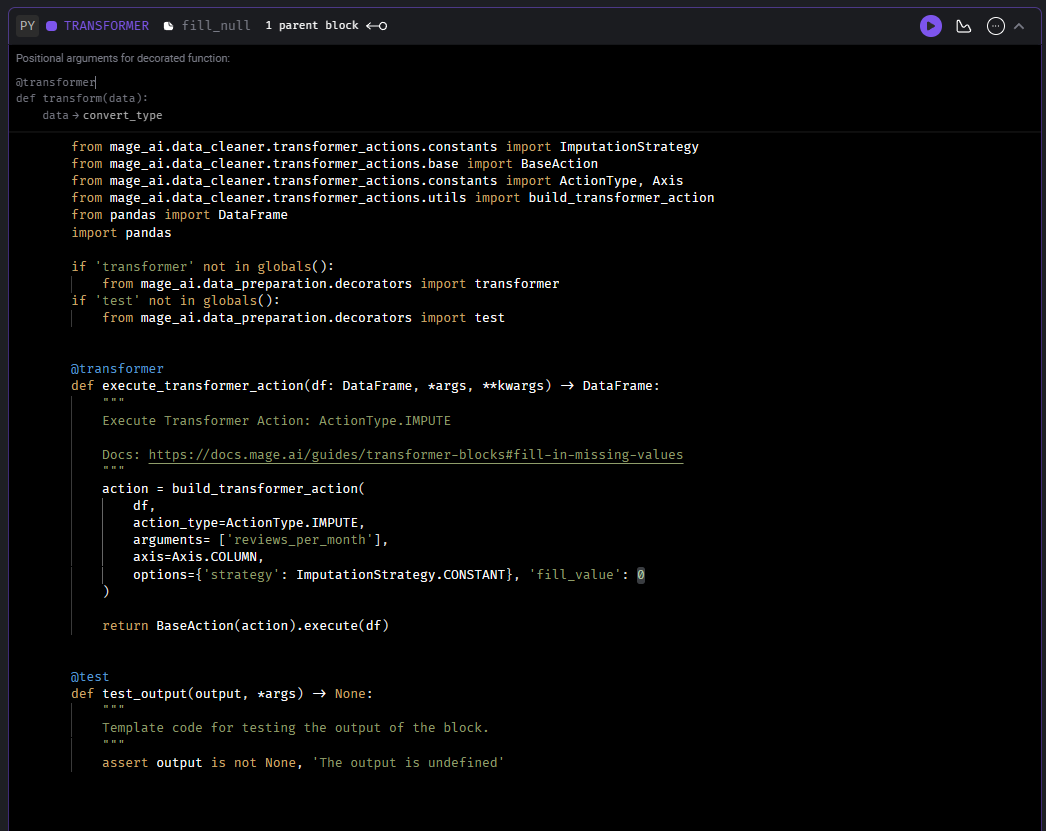 PY TRANSFORMER fill_null 1 parent block
Positional arguments for decorated function:
@transformer
def transform(data):
    data → convert_type
from mage_ai.data_cleaner.transformer_actions.constants import ImputationStrategy
from mage_ai.data_cleaner.transformer_actions.base import BaseAction
from mage_ai.data_cleaner.transformer_actions.constants import ActionType, Axis
from mage_ai.data_cleaner.transformer_actions.utils import build_transformer_action
from pandas import DataFrame
import pandas

if 'transformer' not in globals():
    from mage_ai.data_preparation.decorators import transformer
if 'test' not in globals():
    from mage_ai.data_preparation.decorators import test


@transformer
def execute_transformer_action(df: DataFrame, *args, **kwargs) → DataFrame:
    """
    Execute Transformer Action: ActionType.IMPUTE

    Docs: https://docs.mage.ai/guides/transformer-blocks#fill-in-missing-values
    """
    action = build_transformer_action(
        df,
        action_type=ActionType.IMPUTE,
        arguments= ['reviews_per_month'],
        axis=Axis.COLUMN,
        options={'strategy': ImputationStrategy.CONSTANT}, 'fill_value': 0
    )

    return BaseAction(action).execute(df)


@test
def test_output(output, *args) → None:
    """
    Template code for testing the output of the block.
    """
    assert output is not None, 'The output is undefined'